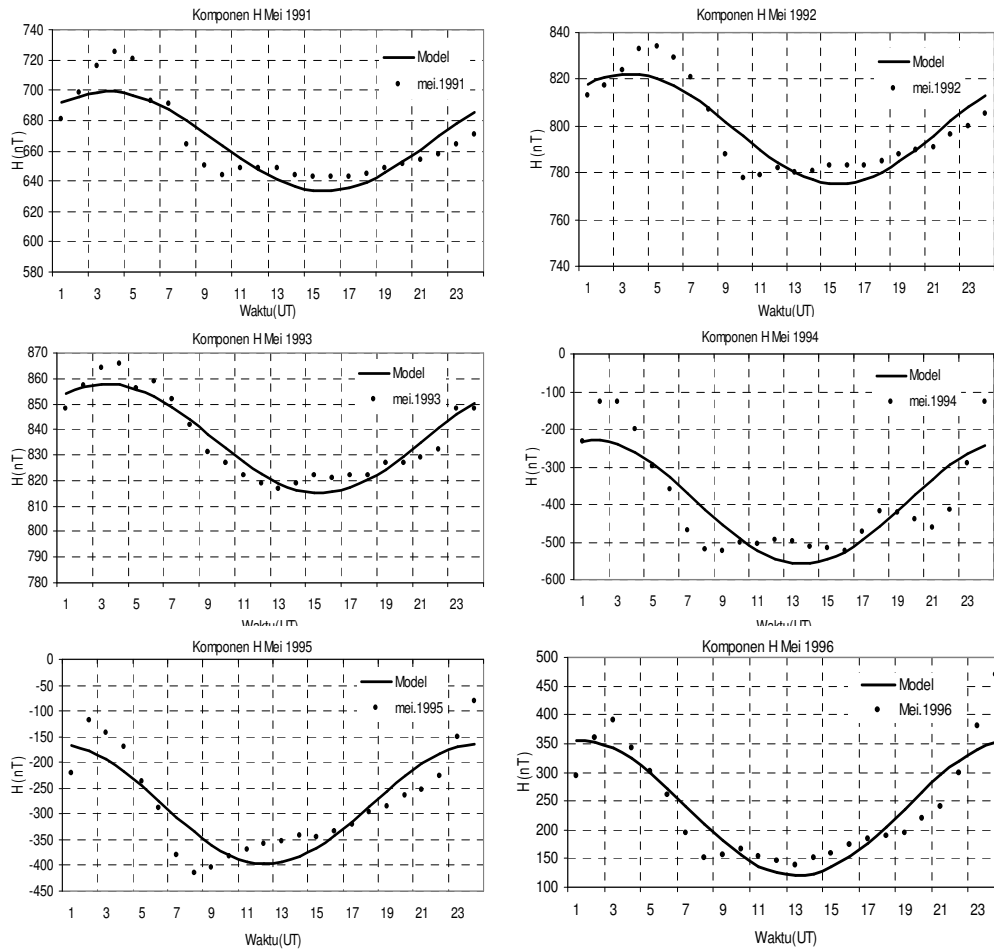 Komponen H Mei 1991
740
720
700
680
660
640
620
600
580
H (nT)
Model
mei.1991
1 3 5 7 9 11 13 15 17 19 21 23
Waktu(UT)
Komponen H Mei 1992
840
820
800
780
760
740
H (nT)
Model
mei.1992
1 3 5 7 9 11 13 15 17 19 21 23
Waktu(UT)
Komponen H Mei 1993
870
860
850
840
830
820
810
800
790
780
H (nT)
Model
mei.1993
1 3 5 7 9 11 13 15 17 19 21 23
Komponen H Mei 1994
0
-100
-200
-300
-400
-500
-600
H (nT)
Model
mei.1994
1 3 5 7 9 11 13 15 17 19 21 23
Komponen H Mei 1995
0
-50
-100
-150
-200
-250
-300
-350
-400
-450
H (nT)
Model
mei.1995
1 3 5 7 9 11 13 15 17 19 21 23
Waktu(UT)
Komponen H Mei 1996
500
450
400
350
300
250
200
150
100
H (nT)
Model
Mei.1996
1 3 5 7 9 11 13 15 17 19 21 23
Waktu(UT)